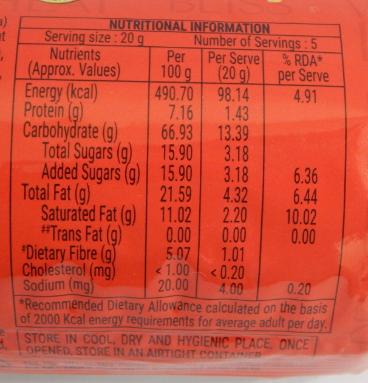 NUTRITIONAL INFORMATION
Serving size : 20 g Number of Servings : 5
Nutrients (Approx. Values) Per 100 g Per Serve (20 g) % RDA* per Serve
Energy (kcal) 490.70 98.14 4.91
Protein (g) 7.16 1.43
Carbohydrate (g) 66.93 13.39
Total Sugars (g) 15.90 3.18
Added Sugars (g) 15.90 3.18 6.36
Total Fat (g) 21.59 4.32 6.44
Saturated Fat (g) 11.02 2.20 10.02
##Trans Fat (g) 0.00 0.00 0.00
#Dietary Fibre (g) 5.07 1.01
Cholesterol (mg) < 1.00 < 0.20
Sodium (mg) 20.00 4.00 0.20
*Recommended Dietary Allowance calculated on the basis
of 2000 Kcal energy requirements for average adult per day.
STORE IN COOL, DRY AND HYGIENIC PLACE. ONCE
OPENED, STORE IN AN AIRTIGHT CONTAINER